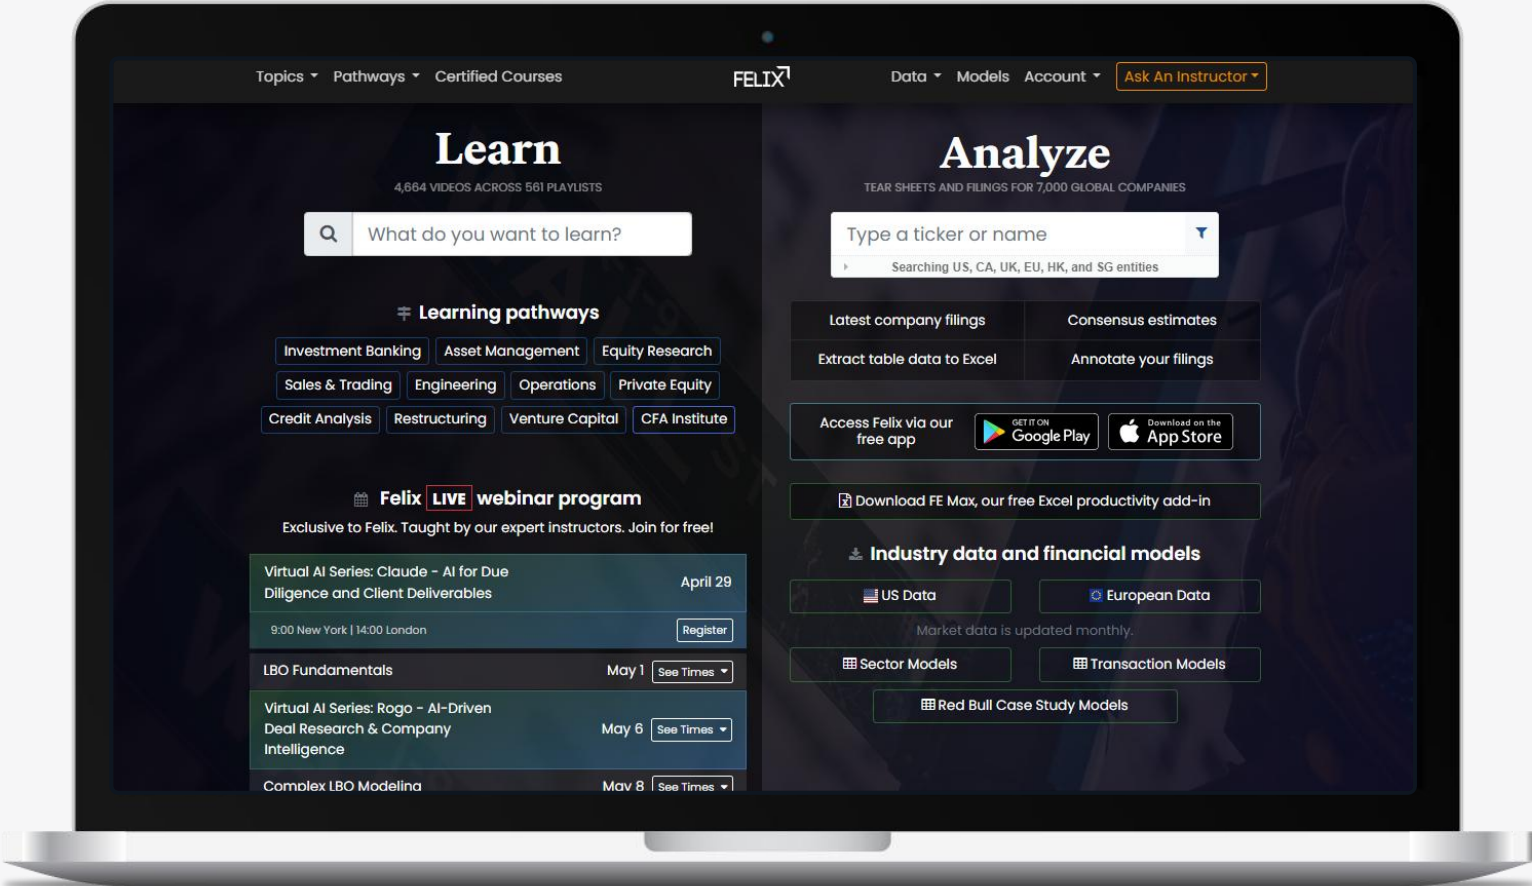 Topics Pathways Certified Courses FELIX Data Models Account Ask An Instructor
Learn
4,664 VIDEOS ACROSS 561 PLAYLISTS
What do you want to learn?
Learning pathways
Investment Banking Asset Management Equity Research
Sales & Trading Engineering Operations Private Equity
Credit Analysis Restructuring Venture Capital CFA Institute
Felix LIVE webinar program
Exclusive to Felix. Taught by our expert instructors. Join for free!
Virtual AI Series: Claude - AI for Due
Diligence and Client Deliverables
April 29
9:00 New York | 14:00 London Register
LBO Fundamentals May 1 See Times
Virtual AI Series: Rogo - AI-Driven
Deal Research & Company
Intelligence
May 6 See Times
Complex LBO Modeling May 8 See Times
Analyze
TEAR SHEETS AND FILINGS FOR 7,000 GLOBAL COMPANIES
Type a ticker or name
Searching US, CA, UK, EU, HK, and SG entities
Latest company filings Consensus estimates
Extract table data to Excel Annotate your filings
Access Felix via our
free app
GET IT ON
Google Play
Download on the
App Store
Download FE Max, our free Excel productivity add-in
Industry data and financial models
US Data European Data
Market data is updated monthly.
Sector Models Transaction Models
Red Bull Case Study Models